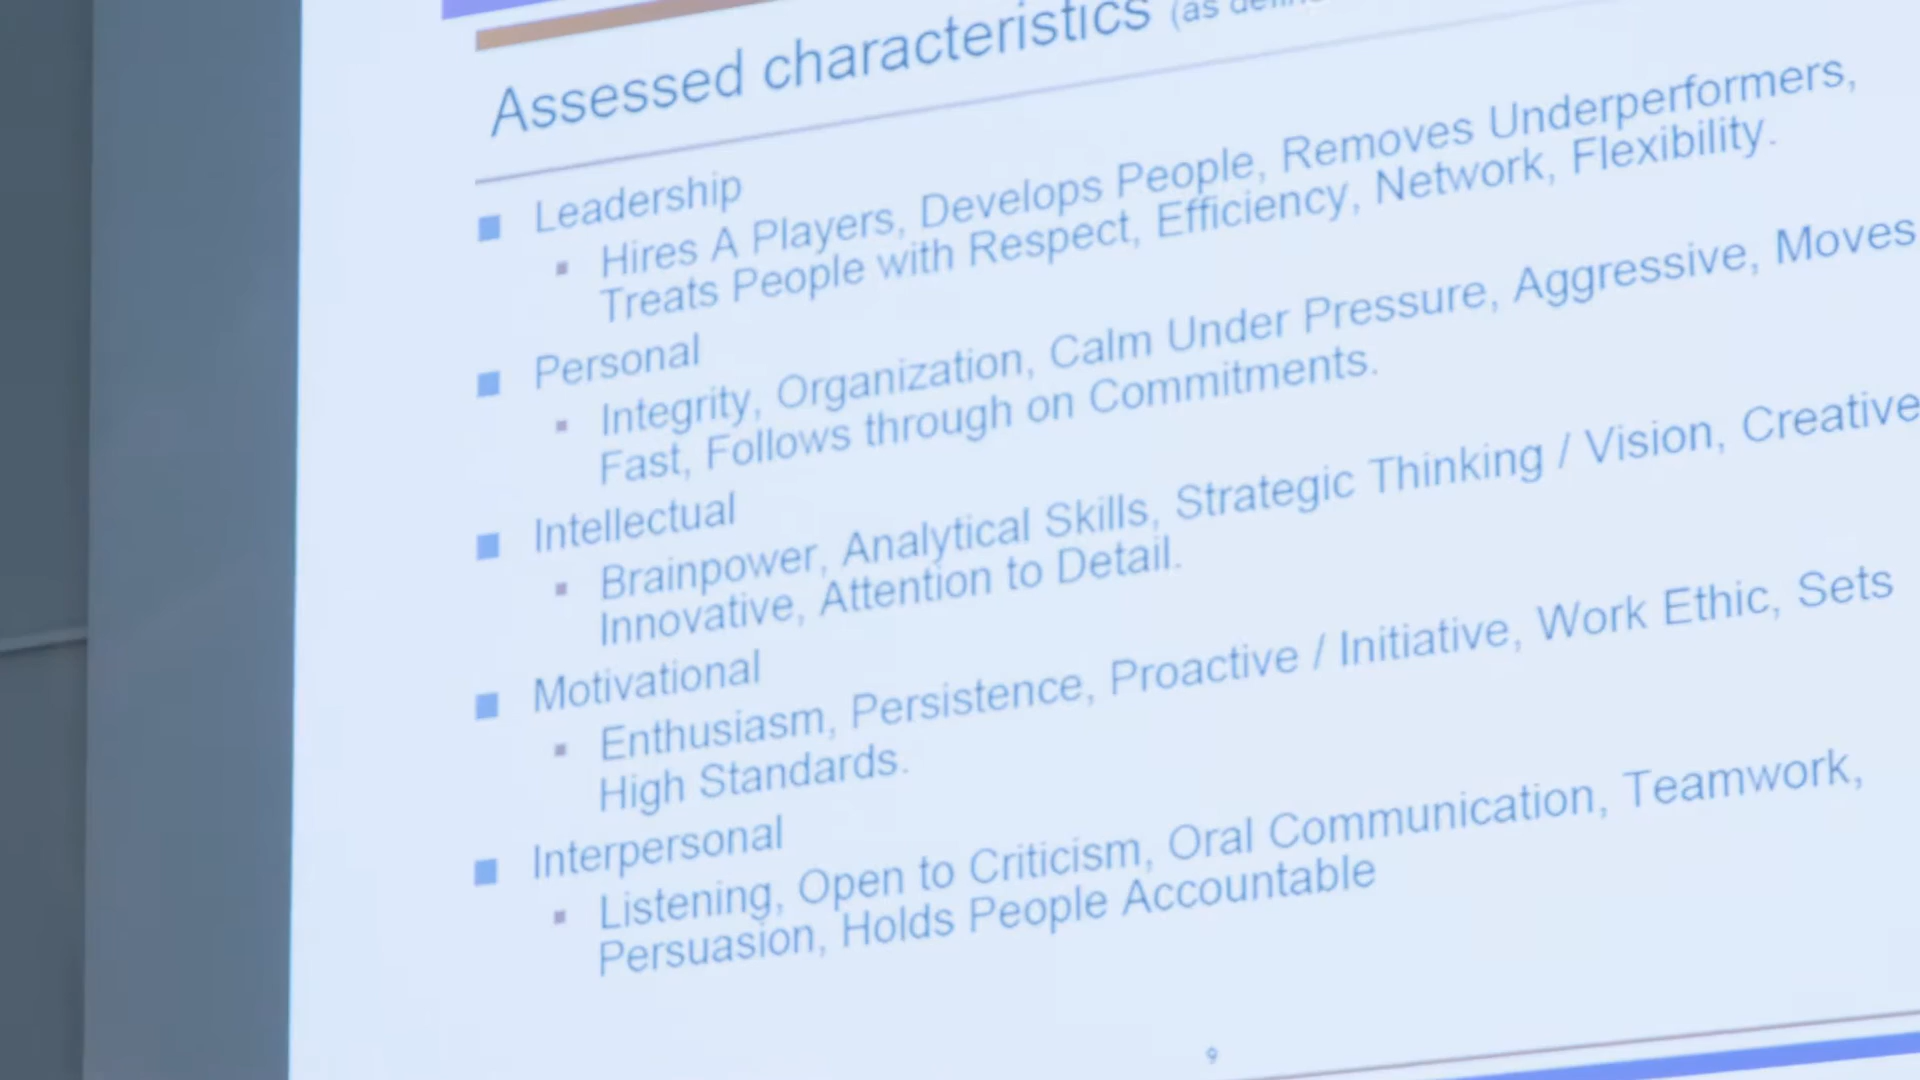 Assessed characteristics (as
Leadership
Hires A Players, Develops People, Removes Underperformers,
Treats People with Respect, Efficiency, Network, Flexibility.
Personal
Integrity, Organization, Calm Under Pressure, Aggressive, Moves
Fast, Follows through on Commitments.
Intellectual
Brainpower, Analytical Skills, Strategic Thinking / Vision, Creative
Innovative, Attention to Detail.
Motivational
Enthusiasm, Persistence, Proactive / Initiative, Work Ethic, Sets
High Standards.
Interpersonal
Listening, Open to Criticism, Oral Communication, Teamwork,
Persuasion, Holds People Accountable
9